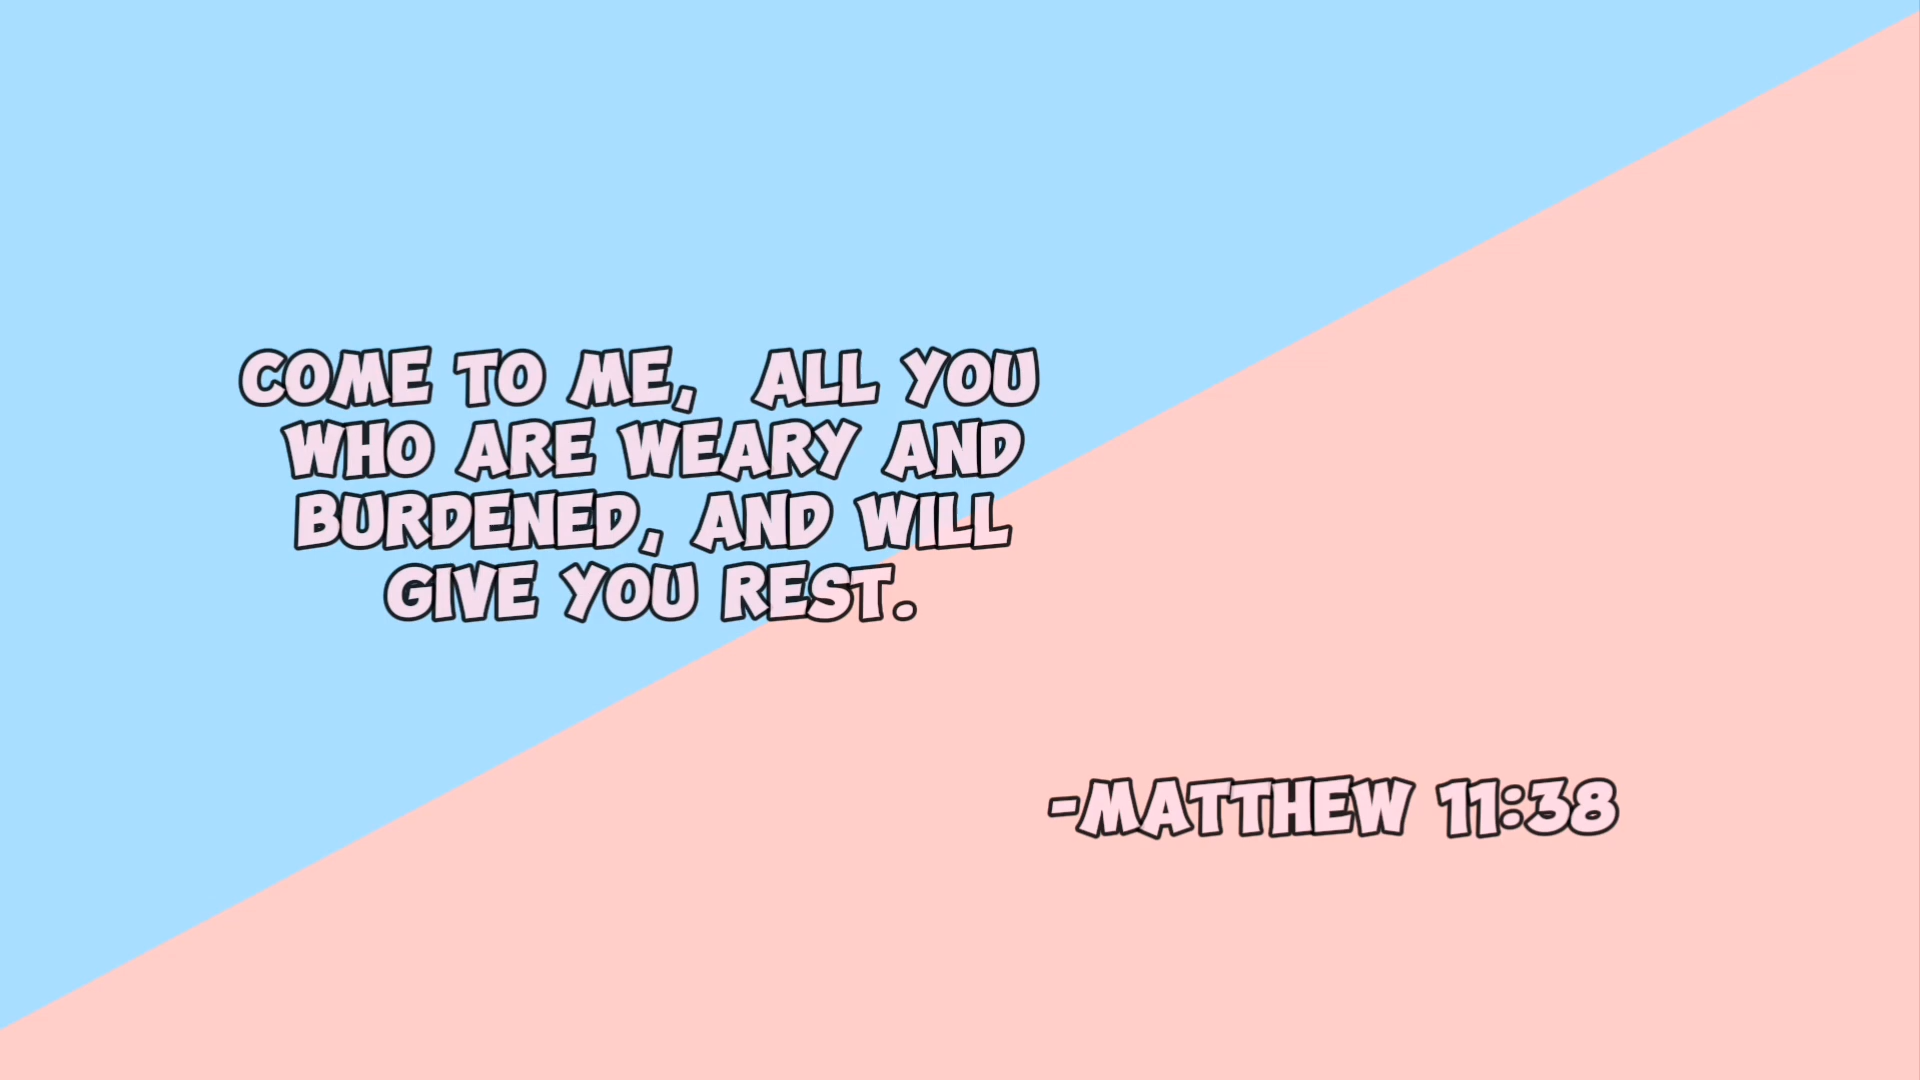 COME TO ME,  ALL YOU
WHO ARE WEARY AND
BURDENED, AND WILL
GIVE YOU REST.
-MATTHEW 11:38